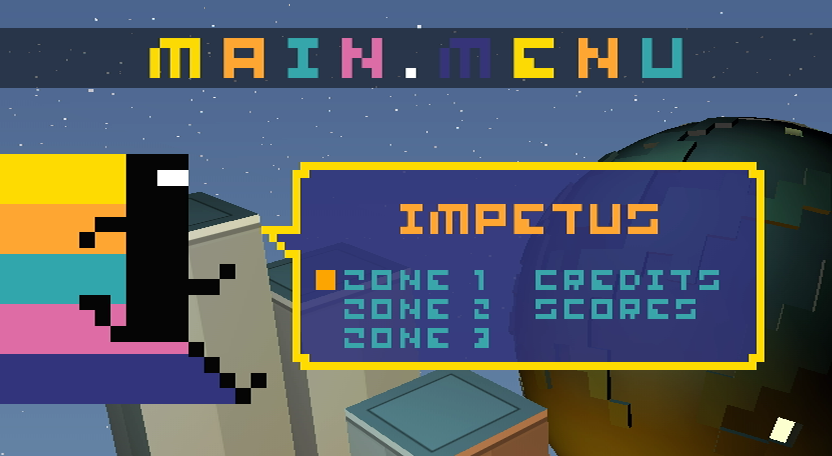 MAIN.MENU
IMPETUS
ZONE 1 CREDITS
ZONE 2 SCORES
ZONE 3